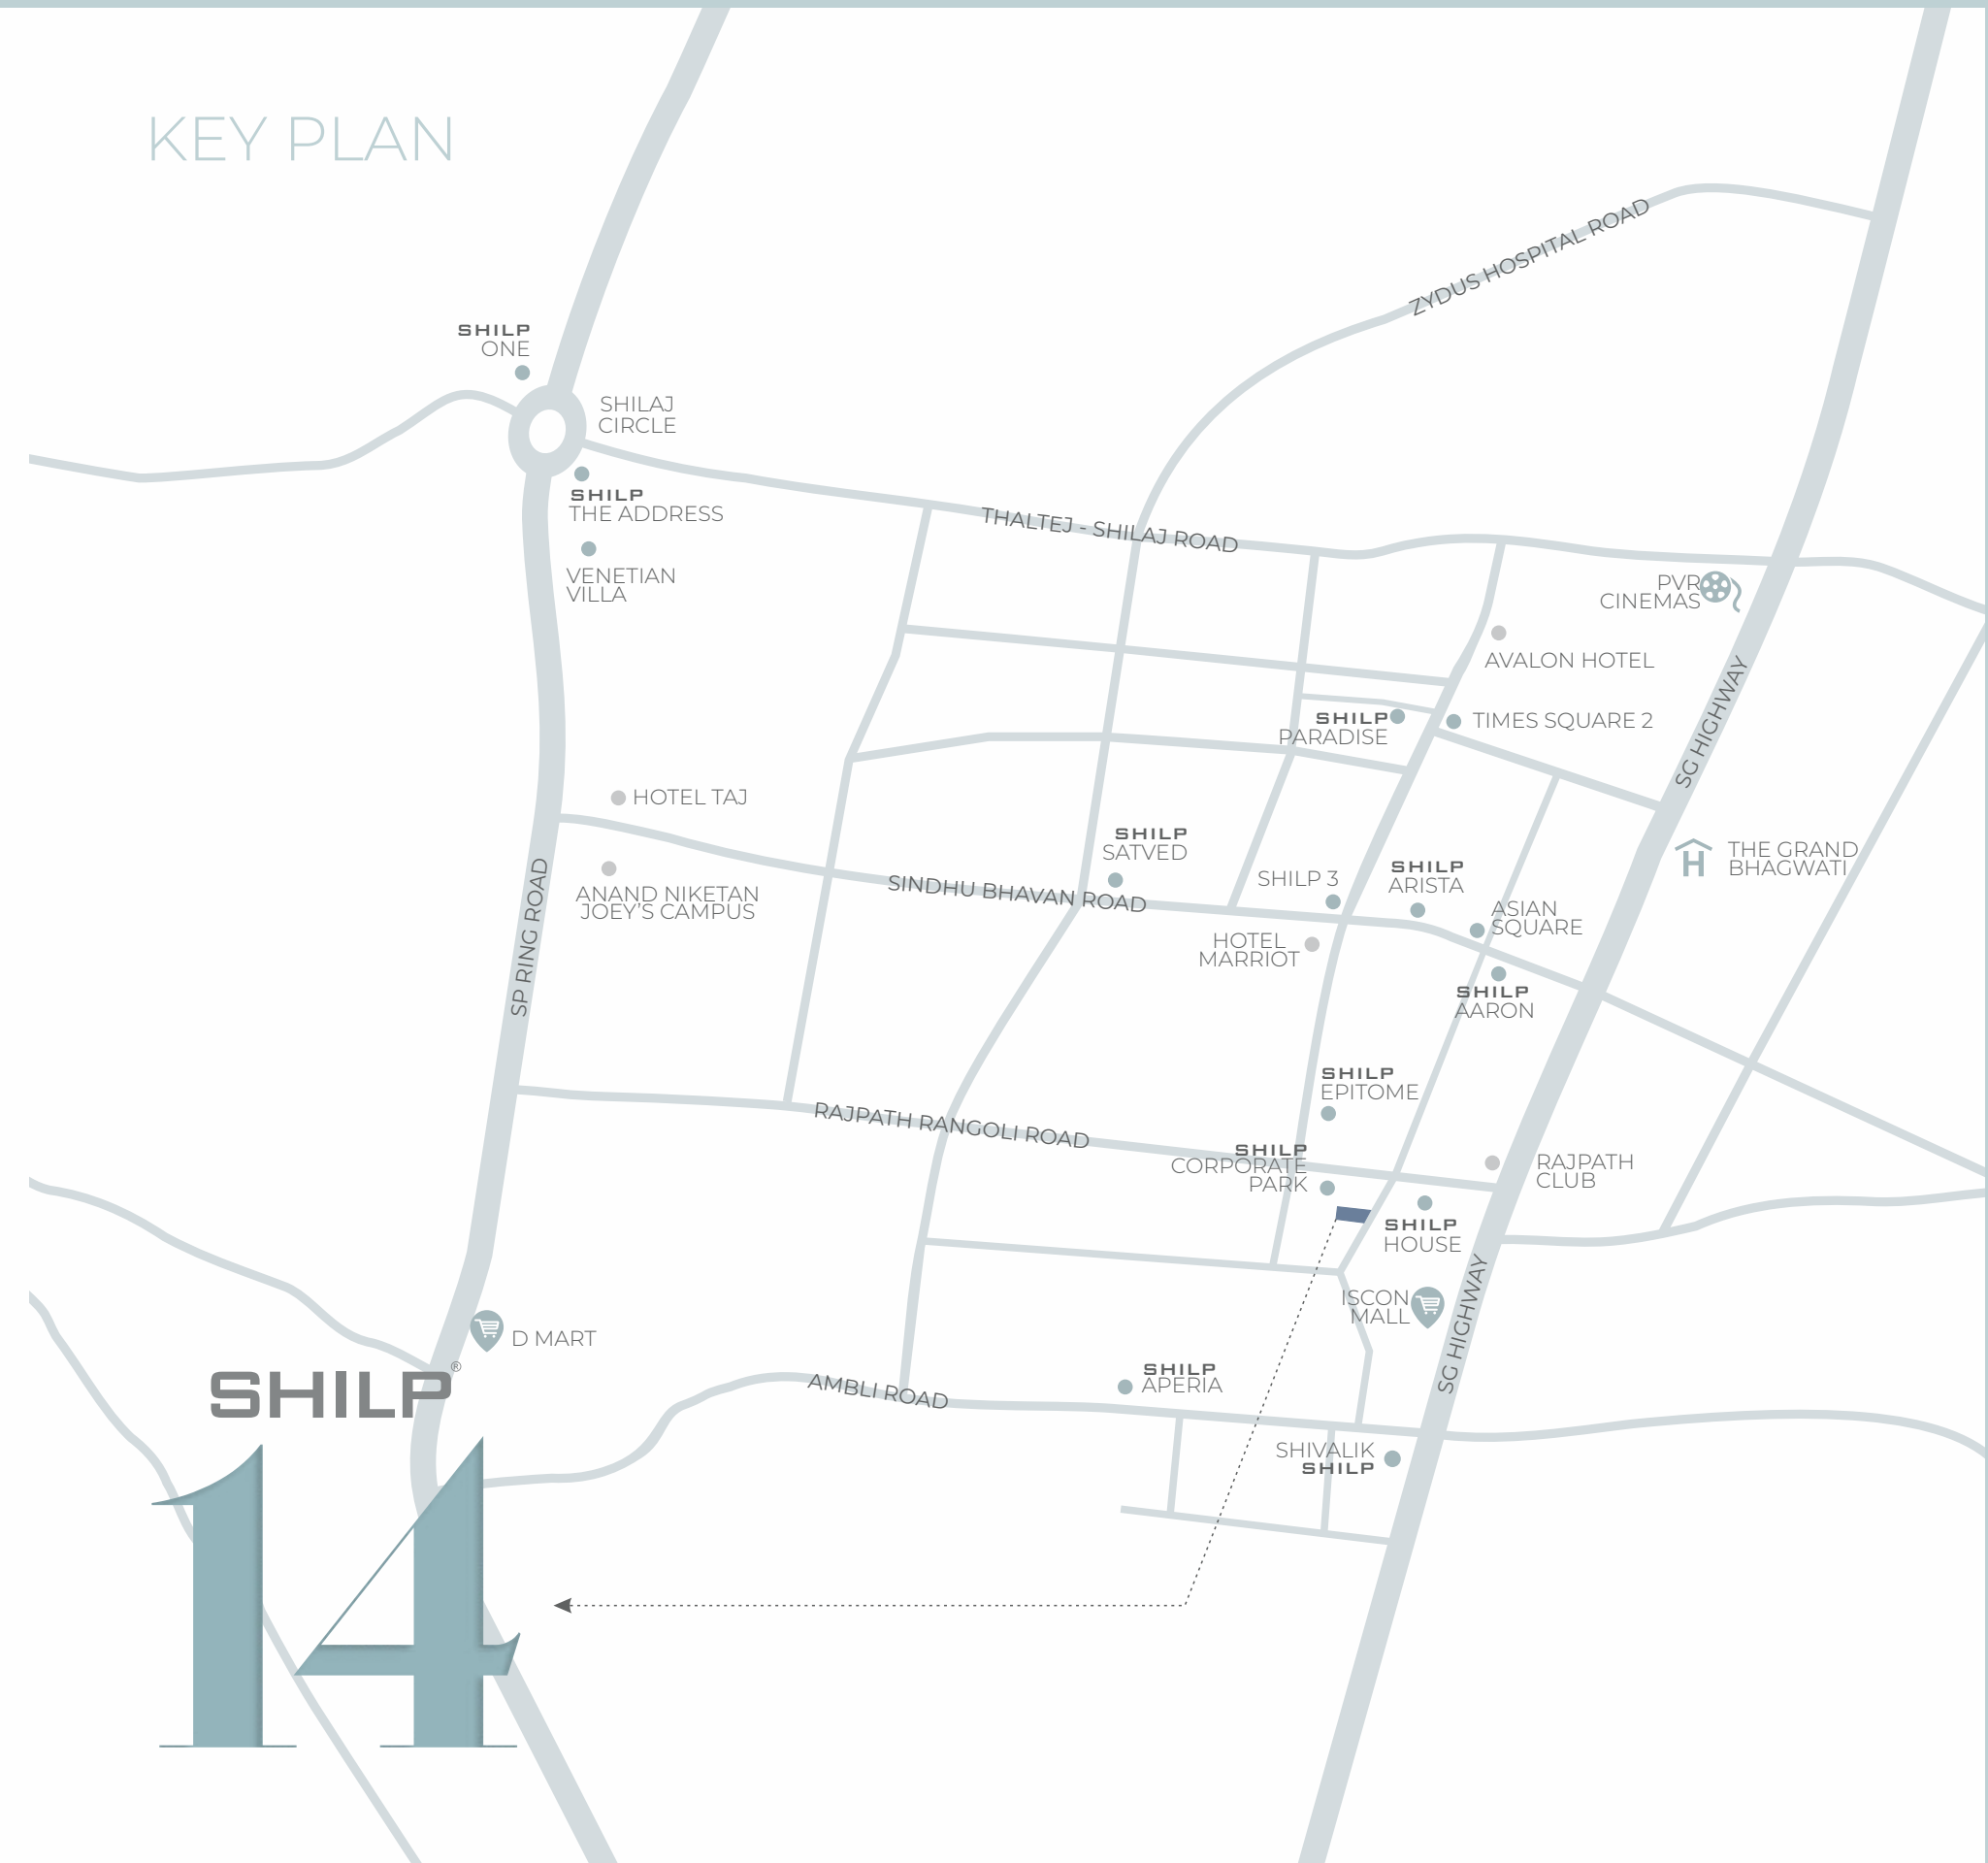 KEY PLAN
ZYDUS HOSPITAL ROAD
SHILP
ONE
SHILAJ
CIRCLE
SHILP
THE ADDRESS
THALTEJ - SHILAJ ROAD
VENETIAN
VILLA
PVR
CINEMAS
AVALON HOTEL
SG HIGHWAY
SHILP
PARADISE
TIMES SQUARE 2
HOTEL TAJ
SHILP
SATVED
THE GRAND
BHAGWATI
SHILP 3
SHILP
ARISTA
ANAND NIKETAN
JOEY'S CAMPUS
SINDHU BHAVAN ROAD
ASIAN
SQUARE
SP RING ROAD
HOTEL
MARRIOT
SHILP
AARON
SHILP
EPITOME
RAJPATH RANGOLI ROAD
SHILP
CORPORATE
PARK
RAJPATH
CLUB
SHILP
HOUSE
ISCON
MALL
SG HIGHWAY
D MART
SHILP®
14
AMBLI ROAD
SHILP
APERIA
SHIVALIK
SHILP
H